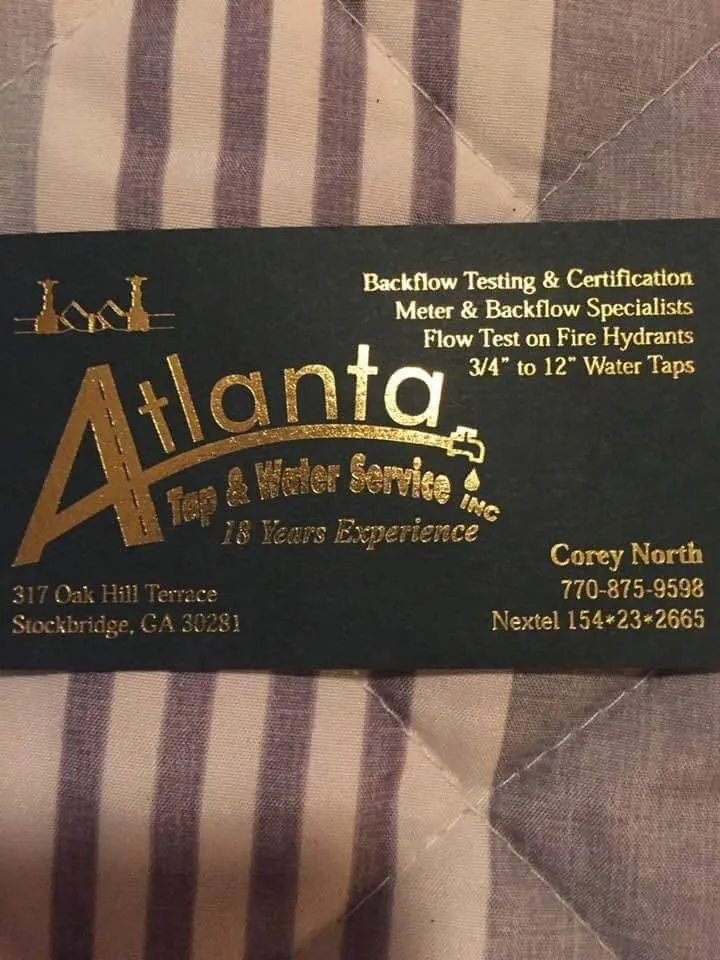 Backflow Testing & Certification
Meter & Backflow Specialists
Flow Test on Fire Hydrants
3/4" to 12" Water Taps
Atlanta
Tap & Water Service INC
18 Years Experience
Corey North
770-875-9598
Nextel 154*23*2665
317 Oak Hill Terrace
Stockbridge, GA 30281